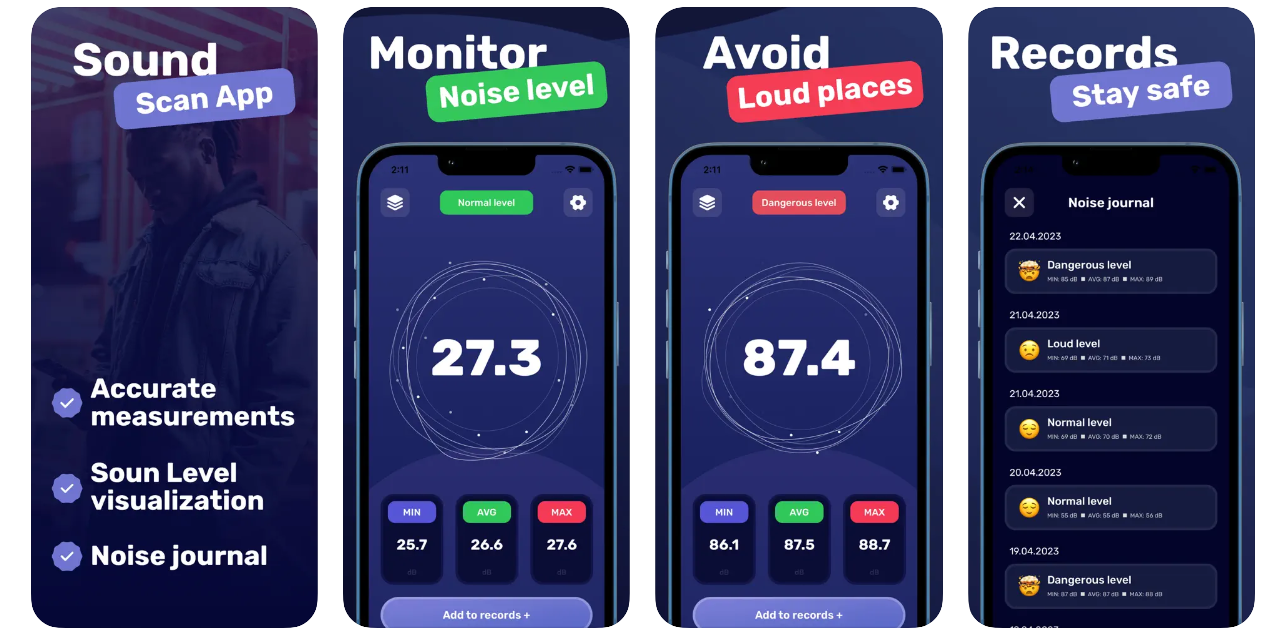 Sound
Scan App
Accurate
measurements
Soun Level
visualization
Noise journal
Monitor
Noise level
2:11
Normal level
27.3
MIN
AVG
MAX
25.7
26.6
27.6
dB
dB
dB
Add to records +
Avoid
Loud places
2:11
Dangerous level
87.4
MIN
AVG
MAX
86.1
87.5
88.7
dB
dB
dB
Add to records +
Records
Stay safe
Noise journal
22.04.2023
Dangerous level
MIN: 85 dB ■ AVG: 87 dB ■ MAX: 89 dB
21.04.2023
Loud level
MIN: 69 dB ■ AVG: 71 dB ■ MAX: 73 dB
21.04.2023
Normal level
MIN: 69 dB ■ AVG: 70 dB ■ MAX: 72 dB
20.04.2023
Normal level
MIN: 55 dB ■ AVG: 55 dB ■ MAX: 56 dB
19.04.2023
Dangerous level
MIN: 87 dB ■ AVG: 87 dB ■ MAX: 88 dB